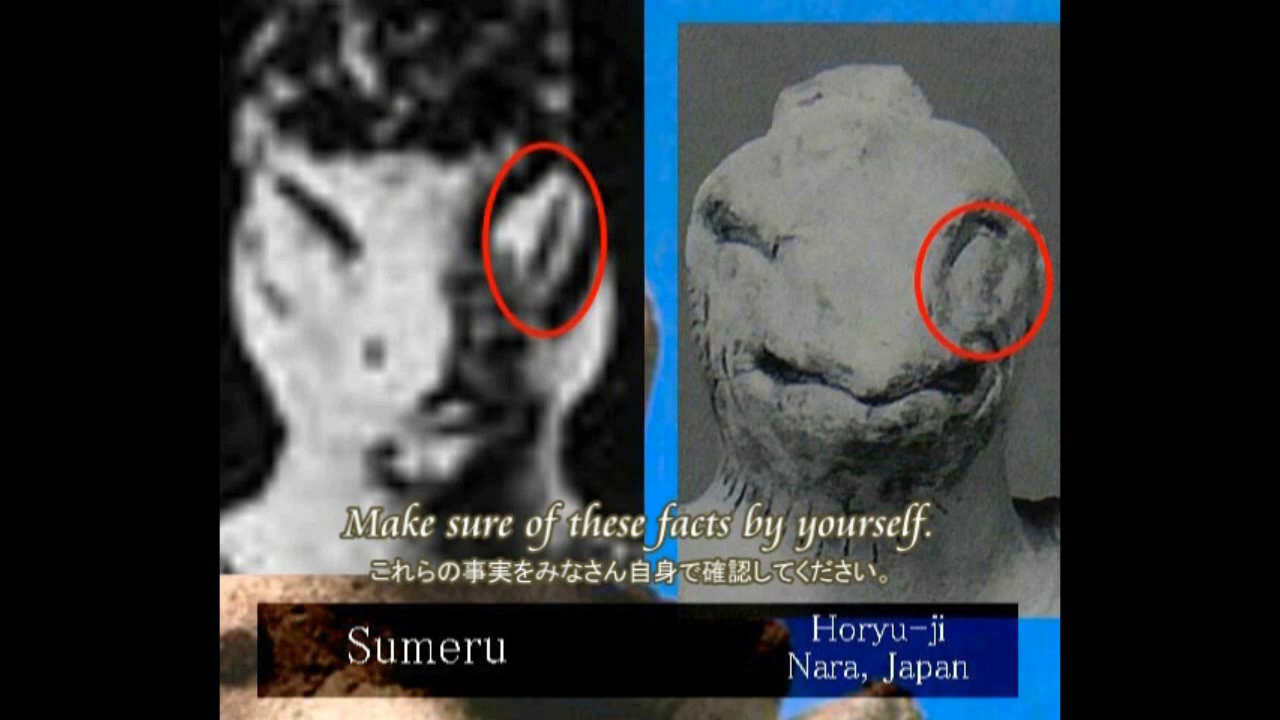 Make sure of these facts by yourself.
これらの事実をみなさん自身で確認してください。
Sumeru
Horyu-ji
Nara, Japan